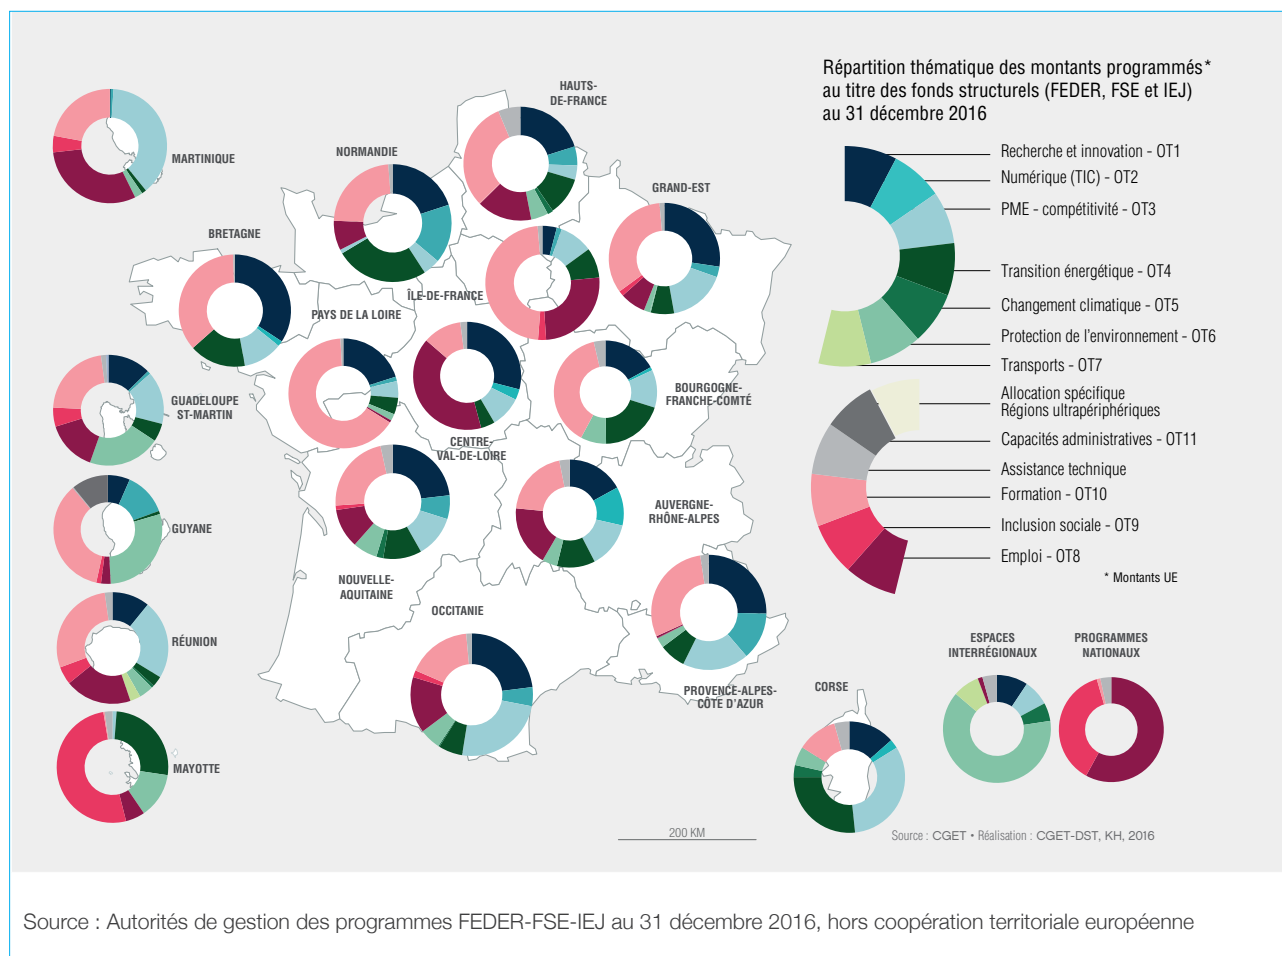 Répartition thématique des montants programmés*
au titre des fonds structurels (FEDER, FSE et IEJ)
au 31 décembre 2016
Recherche et innovation - OT1
Numérique (TIC) - OT2
PME - compétitivité - OT3
Transition énergétique - OT4
Changement climatique - OT5
Protection de l'environnement - OT6
Transports - OT7
Allocation spécifique
Régions ultrapériphériques
Capacités administratives - OT11
Assistance technique
Formation - OT10
Inclusion sociale - OT9
Emploi - OT8
* Montants UE
HAUTS-
DE-FRANCE
NORMANDIE
MARTINIQUE
GRAND-EST
BRETAGNE
ÎLE-DE-FRANCE
PAYS DE LA LOIRE
BOURGOGNE-
FRANCHE-COMTÉ
GUADELOUPE
ST-MARTIN
CENTRE-
VAL-DE-LOIRE
AUVERGNE-
RHÔNE-ALPES
GUYANE
NOUVELLE-
AQUITAINE
OCCITANIE
RÉUNION
PROVENCE-ALPES-
CÔTE D'AZUR
CORSE
MAYOTTE
ESPACES
INTERRÉGIONAUX
PROGRAMMES
NATIONAUX
200 KM
Source : CGET • Réalisation : CGET-DST, KH, 2016
Source : Autorités de gestion des programmes FEDER-FSE-IEJ au 31 décembre 2016, hors coopération territoriale européenne